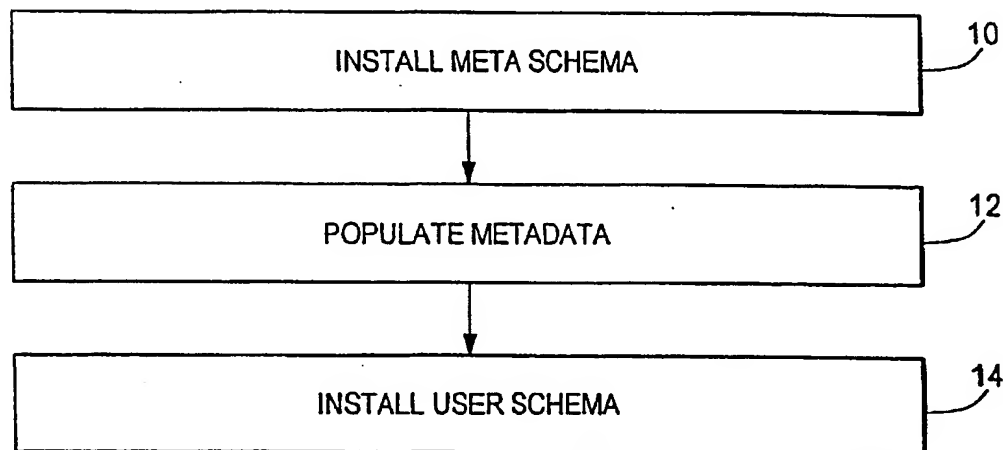 INSTALL META SCHEMA
10
POPULATE METADATA
12
INSTALL USER SCHEMA
14